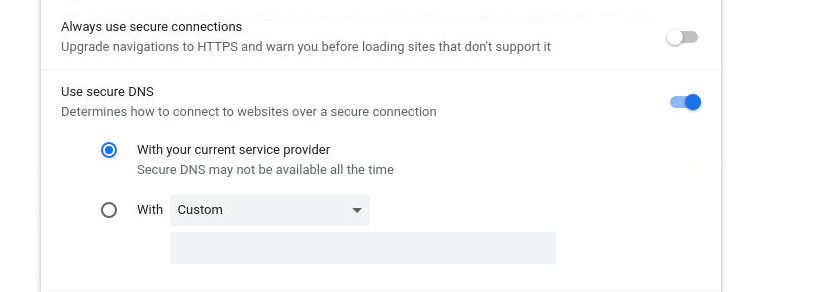 Always use secure connections
Upgrade navigations to HTTPS and warn you before loading sites that don't support it
Use secure DNS
Determines how to connect to websites over a secure connection
With your current service provider
Secure DNS may not be available all the time
With Custom